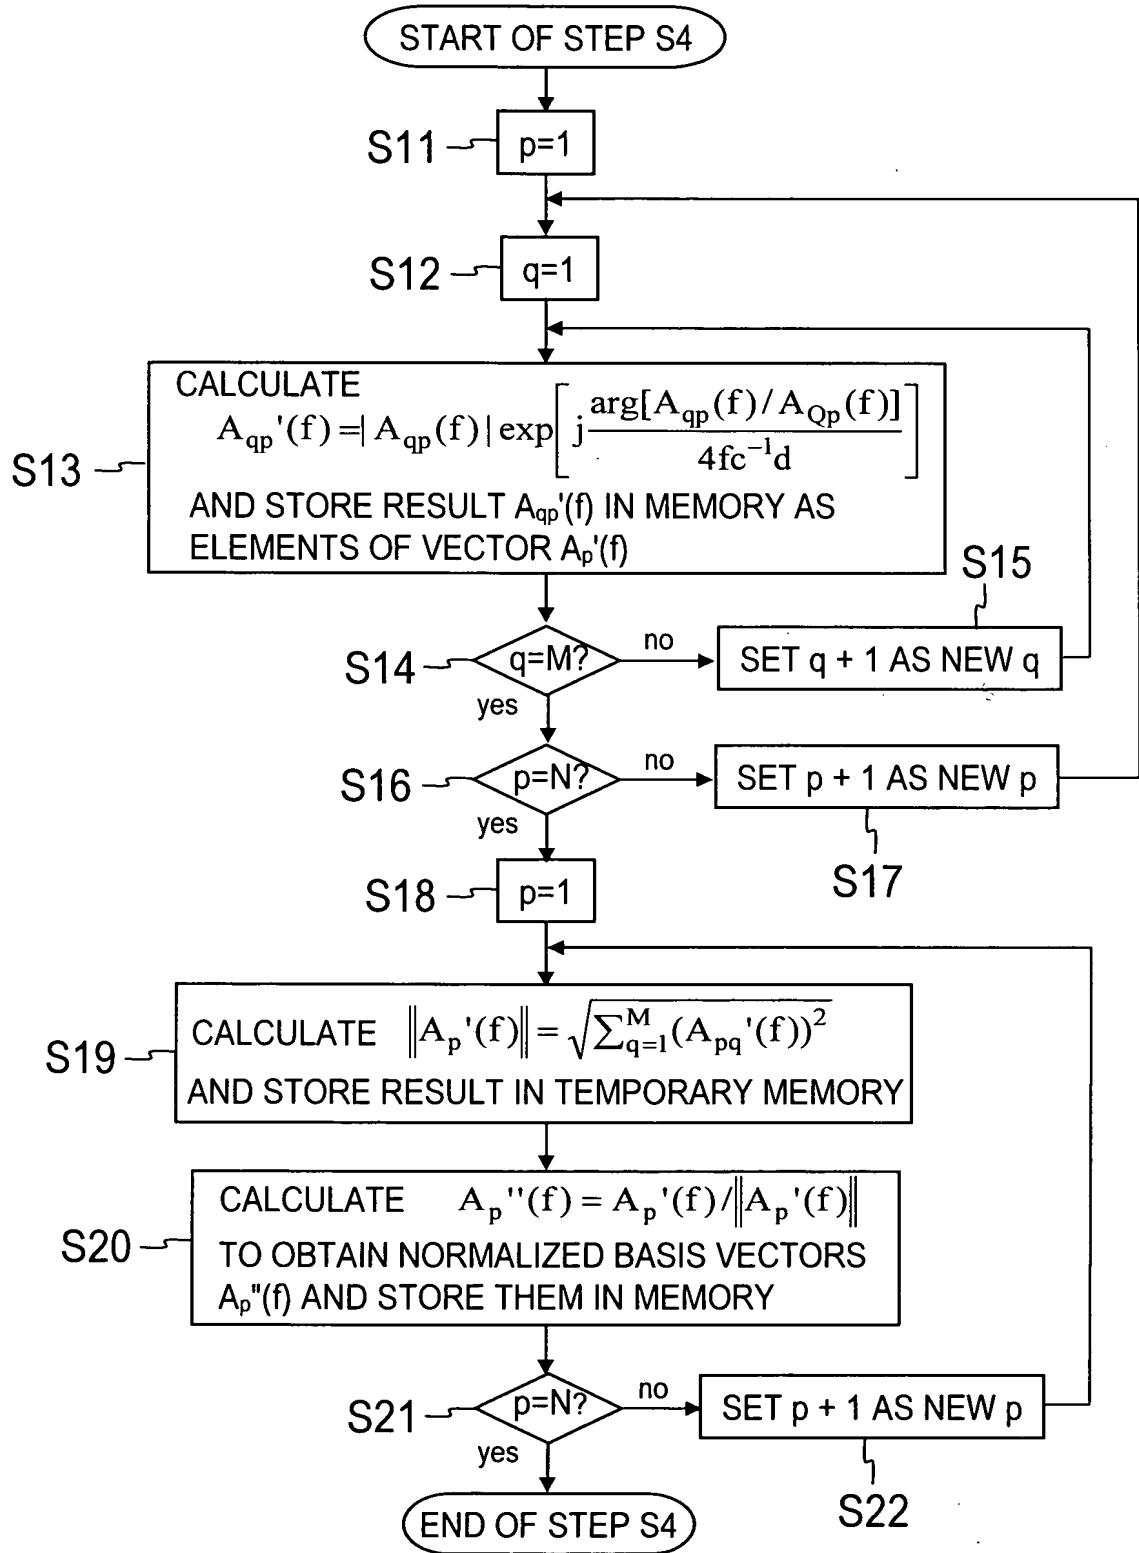 START OF STEP S4
S11
p=1
S12
q=1
S13
CALCULATE
A_qp'(f)=|A_qp(f)|exp[j arg[A_qp(f)/A_Qp(f)] / 4fc⁻¹d]
AND STORE RESULT A_qp'(f) IN MEMORY AS
ELEMENTS OF VECTOR A_p'(f)
S14
q=M?
no
yes
S15
SET q + 1 AS NEW q
S16
p=N?
no
yes
SET p + 1 AS NEW p
S17
S18
p=1
S19
CALCULATE ‖A_p'(f)‖ = √(∑_{q=1}^{M}(A_pq'(f))²)
AND STORE RESULT IN TEMPORARY MEMORY
S20
CALCULATE A_p''(f) = A_p'(f)/‖A_p'(f)‖
TO OBTAIN NORMALIZED BASIS VECTORS
A_p"(f) AND STORE THEM IN MEMORY
S21
p=N?
no
yes
SET p + 1 AS NEW p
S22
END OF STEP S4